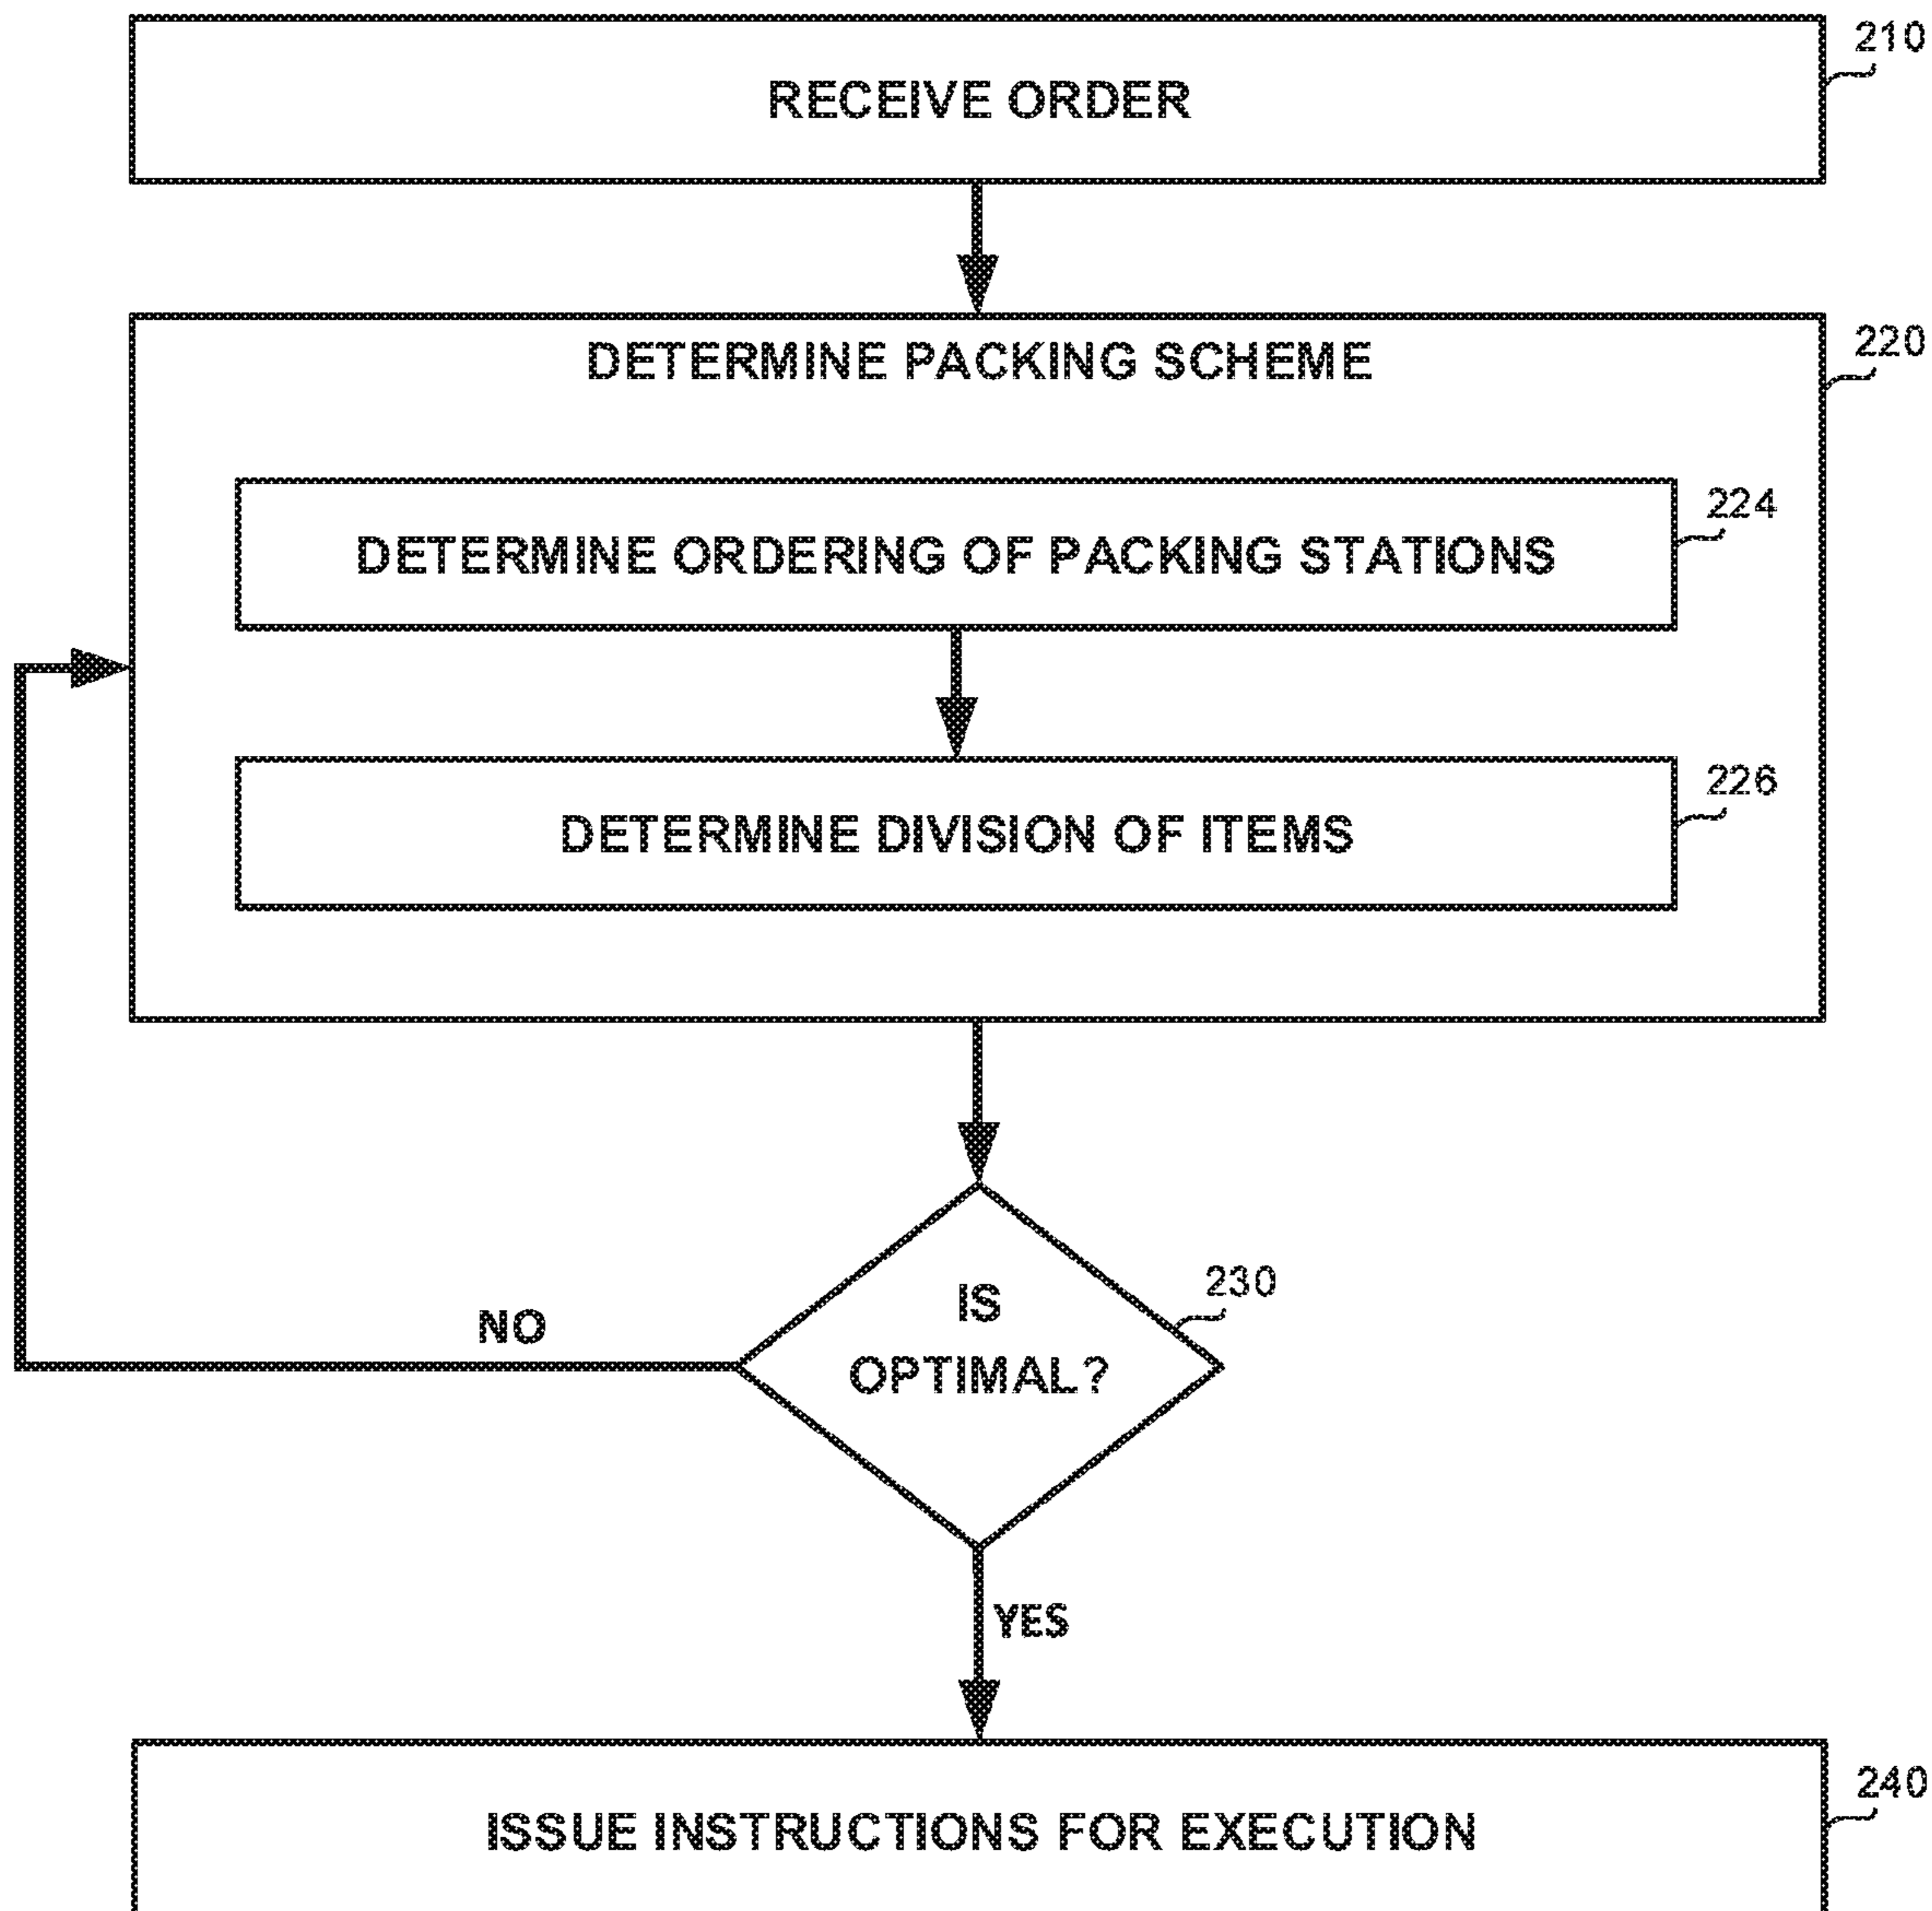 210
RECEIVE ORDER
220
DETERMINE PACKING SCHEME
224
DETERMINE ORDERING OF PACKING STATIONS
226
DETERMINE DIVISION OF ITEMS
230
IS
OPTIMAL?
NO
YES
240
ISSUE INSTRUCTIONS FOR EXECUTION